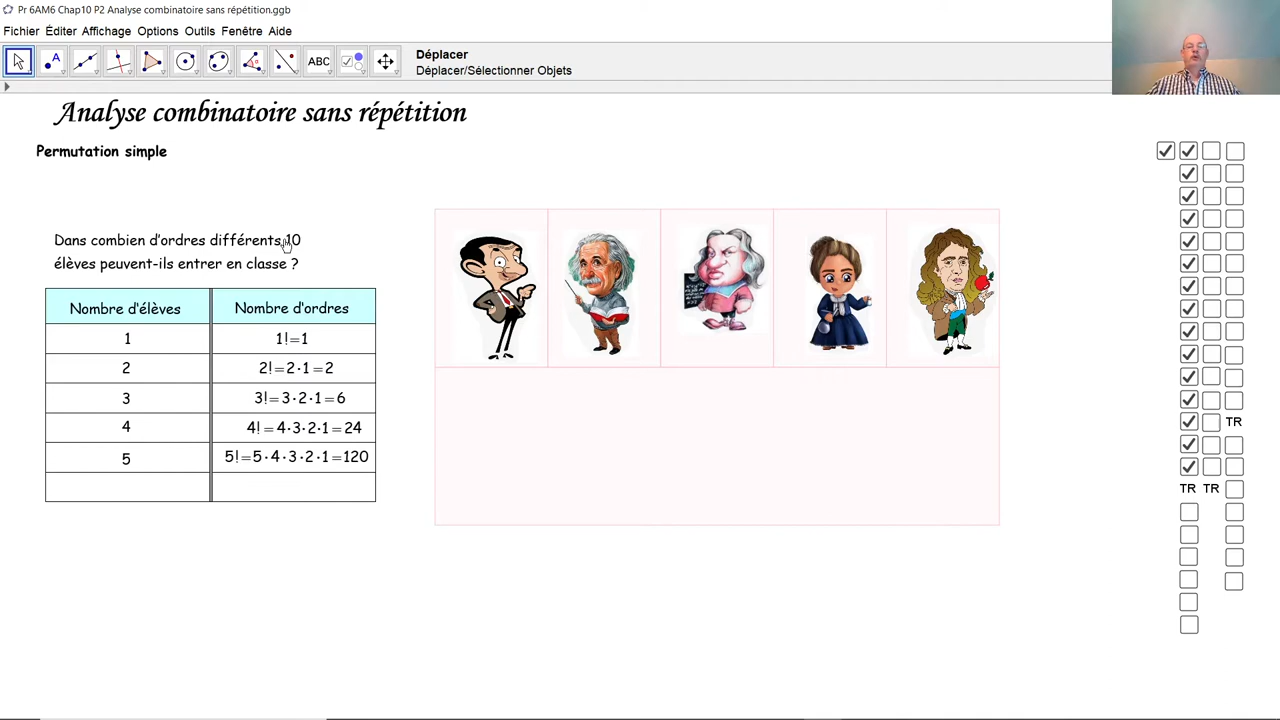 Pr 6AM6 Chap10 P2 Analyse combinatoire sans répétition.ggb
Fichier Éditer Affichage Options Outils Fenêtre Aide
A
ABC
Déplacer
Déplacer/Sélectionner Objets
Analyse combinatoire sans répétition
Permutation simple
Dans combien d'ordres différents 10
élèves peuvent-ils entrer en classe ?
Nombre d'élèves Nombre d'ordres
1 1!=1
2 2!=2·1=2
3 3!=3·2·1=6
4 4!=4·3·2·1=24
5 5!=5·4·3·2·1=120
TR
TR TR